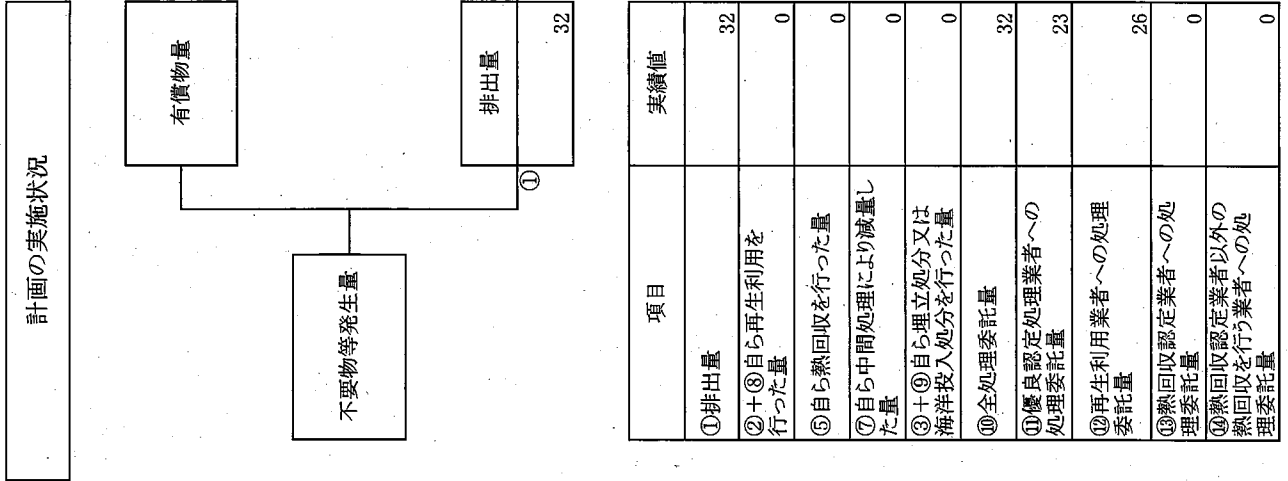 計画の実施状況
有償物量
不要物等発生量
排出量
①
32
項目
実績値
①排出量
32
②+⑧自ら再生利用を
行った量
0
⑤自ら熱回収を行った量
0
⑦自ら中間処理により減量し
た量
0
③+⑨自ら埋立処分又は
海洋投入処分を行った量
0
⑩全処理委託量
32
⑪優良認定処理業者への
処理委託量
23
⑫再生利用業者への処理
委託量
26
⑬熱回収認定業者への処
理委託量
0
⑭熱回収認定業者以外の
熱回収を行う業者への処
理委託量
0